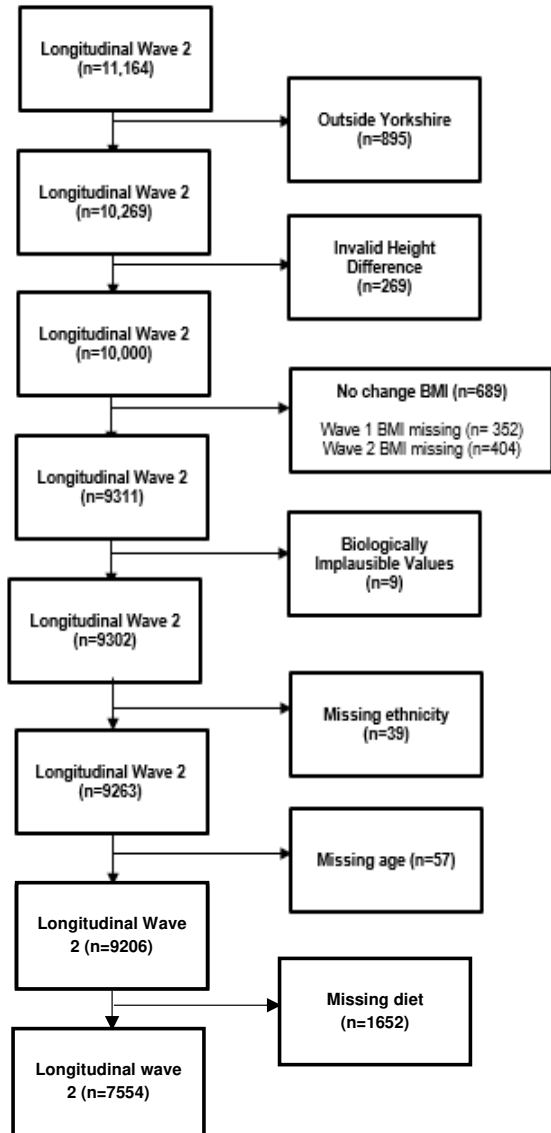 Longitudinal Wave 2
(n=11,164)
Outside Yorkshire
(n=895)
Longitudinal Wave 2
(n=10,269)
Invalid Height
Difference
(n=269)
Longitudinal Wave 2
(n=10,000)
No change BMI (n=689)
Wave 1 BMI missing (n= 352)
Wave 2 BMI missing (n=404)
Longitudinal Wave 2
(n=9311)
Biologically
Implausible Values
(n=9)
Longitudinal Wave 2
(n=9302)
Missing ethnicity
(n=39)
Longitudinal Wave 2
(n=9263)
Missing age (n=57)
Longitudinal Wave
2 (n=9206)
Missing diet
(n=1652)
Longitudinal wave
2 (n=7554)